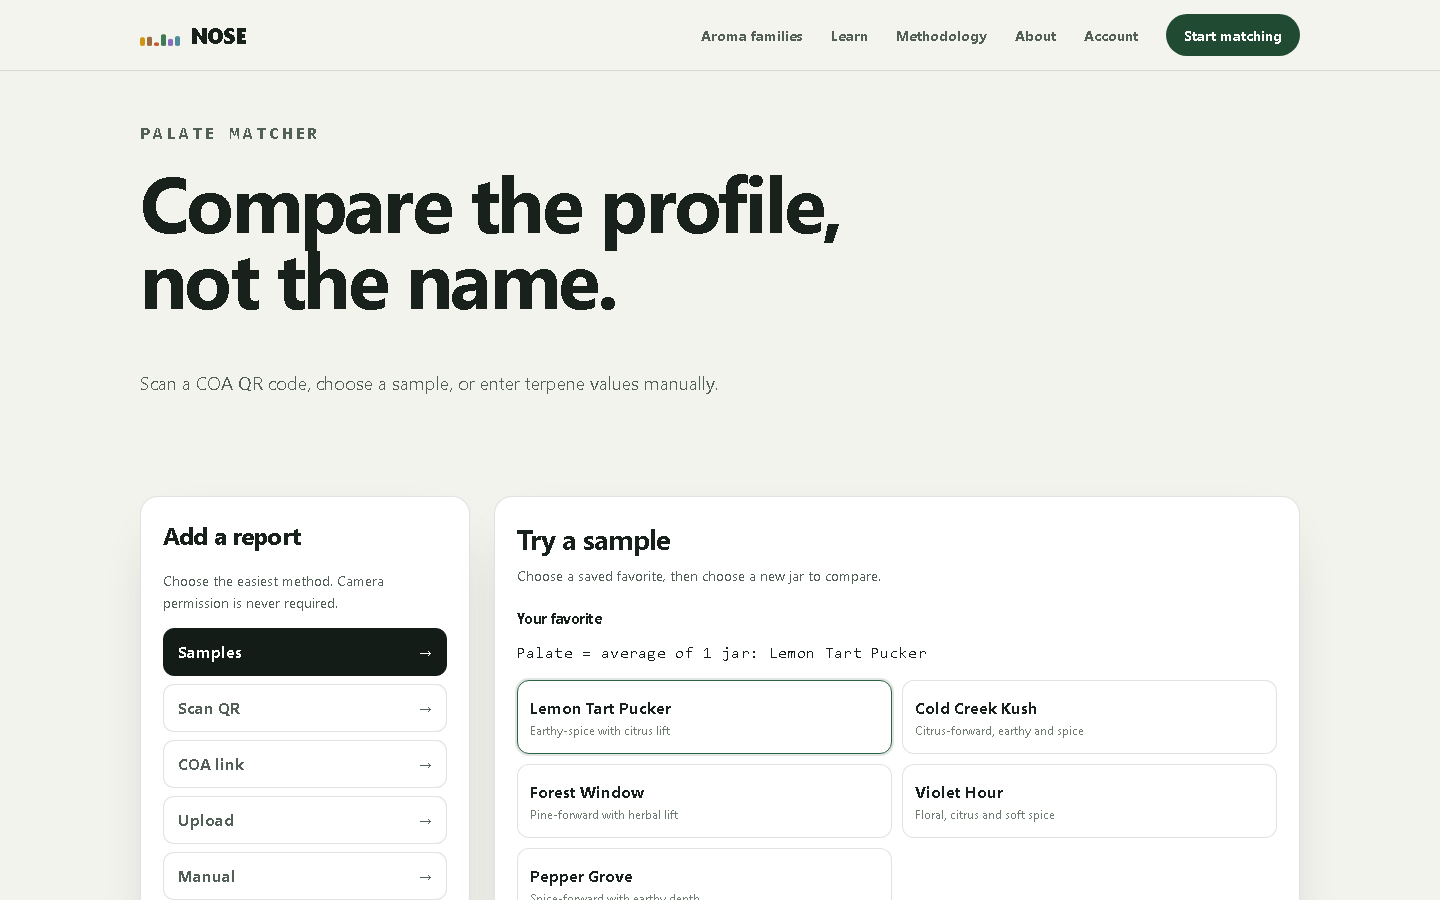 NOSE
Aroma families
Learn
Methodology
About
Account
Start matching
PALATE MATCHER
Compare the profile,
not the name.
Scan a COA QR code, choose a sample, or enter terpene values manually.
Add a report
Choose the easiest method. Camera
permission is never required.
Samples →
Scan QR →
COA link →
Upload →
Manual →
Try a sample
Choose a saved favorite, then choose a new jar to compare.
Your favorite
Palate = average of 1 jar: Lemon Tart Pucker
Lemon Tart Pucker
Earthy-spice with citrus lift
Cold Creek Kush
Citrus-forward, earthy and spice
Forest Window
Pine-forward with herbal lift
Violet Hour
Floral, citrus and soft spice
Pepper Grove
Spice-forward with earthy depth